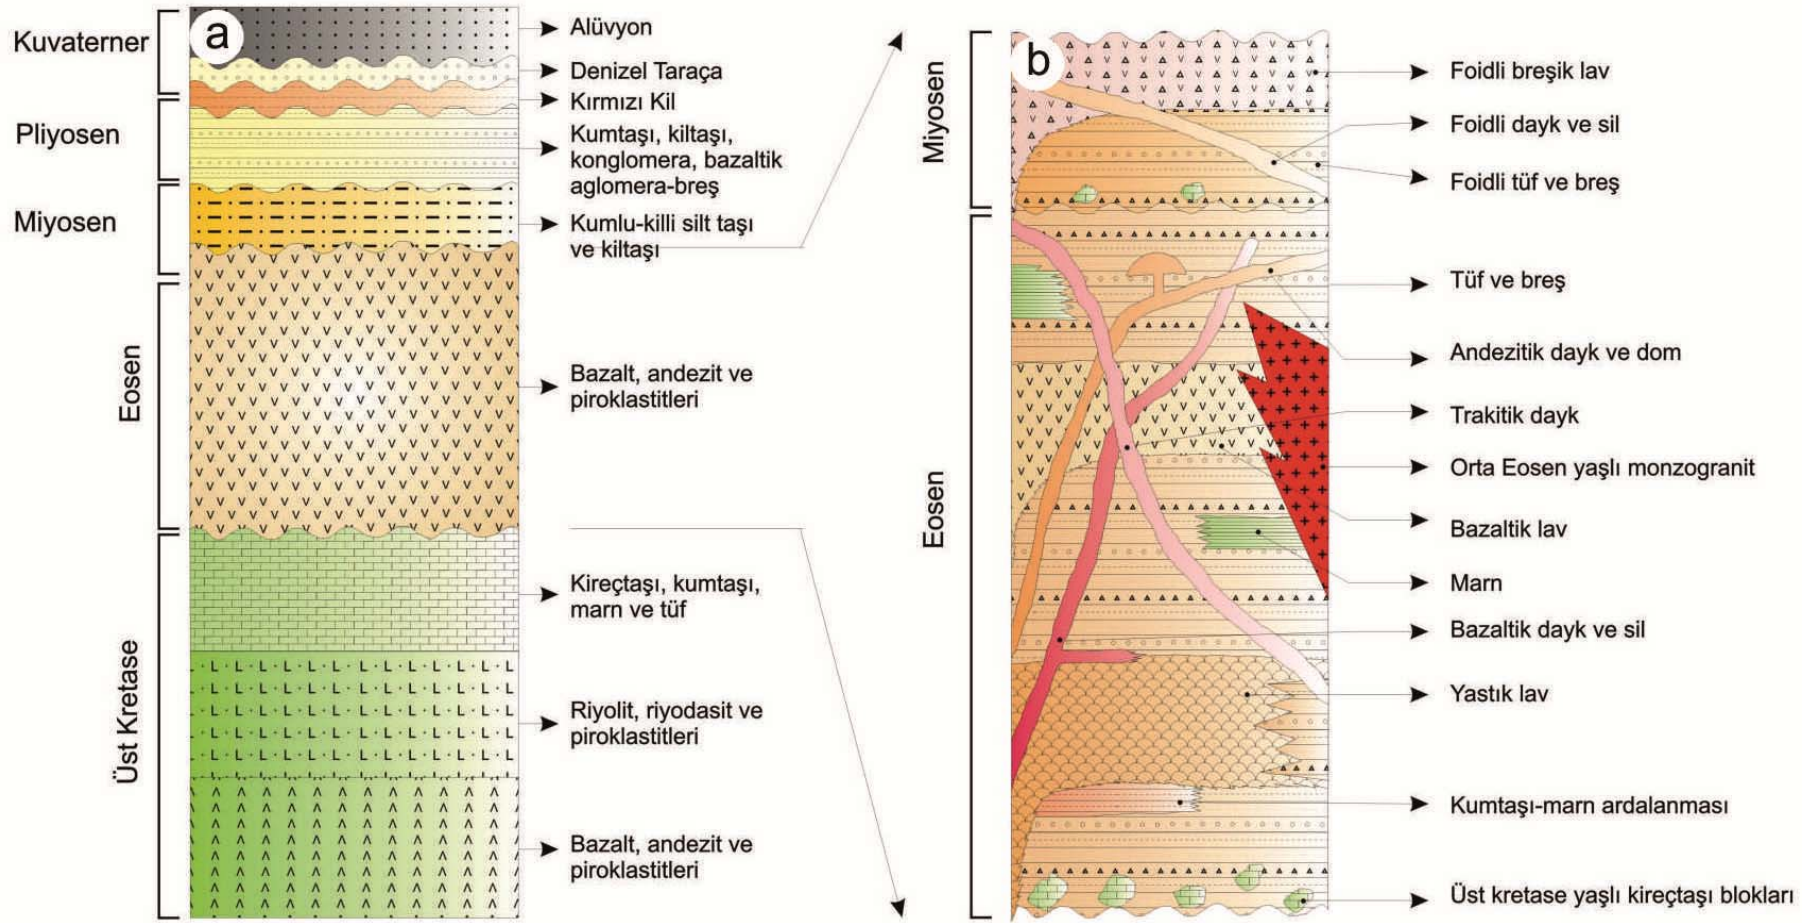 a
Kuvaterner
Pliyosen
Miyosen
Eosen
Üst Kretase
Alüvyon
Denizel Taraça
Kırmızı Kil
Kumtaşı, kiltaşı,
konglomera, bazaltik
aglomera-breş
Kumlu-killi silt taşı
ve kiltaşı
Bazalt, andezit ve
piroklastitleri
Kireçtaşı, kumtaşı,
marn ve tüf
Riyolit, riyodasit ve
piroklastitleri
Bazalt, andezit ve
piroklastitleri
b
Miyosen
Eosen
Foidli breşik lav
Foidli dayk ve sil
Foidli tüf ve breş
Tüf ve breş
Andezitik dayk ve dom
Trakitik dayk
Orta Eosen yaşlı monzogranit
Bazaltik lav
Marn
Bazaltik dayk ve sil
Yastık lav
Kumtaşı-marn ardalanması
Üst kretase yaşlı kireçtaşı blokları